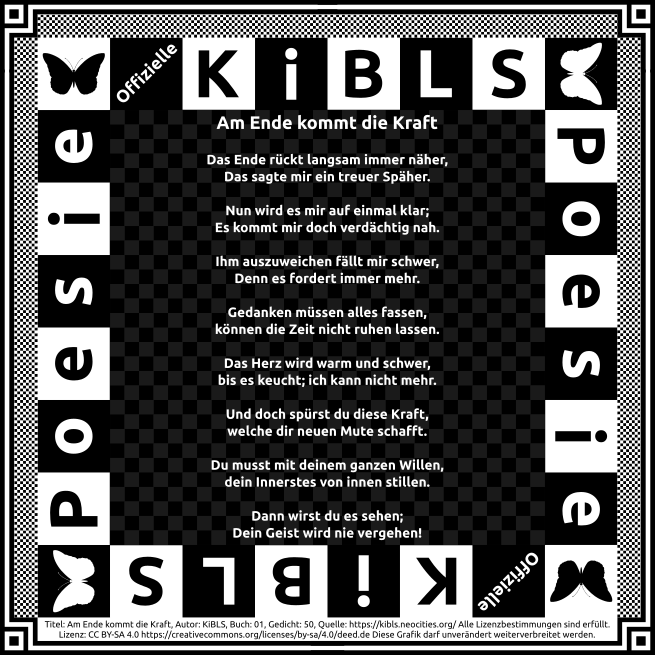 Offizielle KiBLS
Poesie
Poesie
Am Ende kommt die Kraft
Das Ende rückt langsam immer näher,
Das sagte mir ein treuer Späher.
Nun wird es mir auf einmal klar;
Es kommt mir doch verdächtig nah.
Ihm auszuweichen fällt mir schwer,
Denn es fordert immer mehr.
Gedanken müssen alles fassen,
können die Zeit nicht ruhen lassen.
Das Herz wird warm und schwer,
bis es keucht; ich kann nicht mehr.
Und doch spürst du diese Kraft,
welche dir neuen Mute schafft.
Du musst mit deinem ganzen Willen,
dein Innerstes von innen stillen.
Dann wirst du es sehen;
Dein Geist wird nie vergehen!
Offizielle KiBLS
Titel: Am Ende kommt die Kraft, Autor: KiBLS, Buch: 01, Gedicht: 50, Quelle: https://kibls.neocities.org/ Alle Lizenzbestimmungen sind erfüllt.
Lizenz: CC BY-SA 4.0 https://creativecommons.org/licenses/by-sa/4.0/deed.de Diese Grafik darf unverändert weiterverbreitet werden.